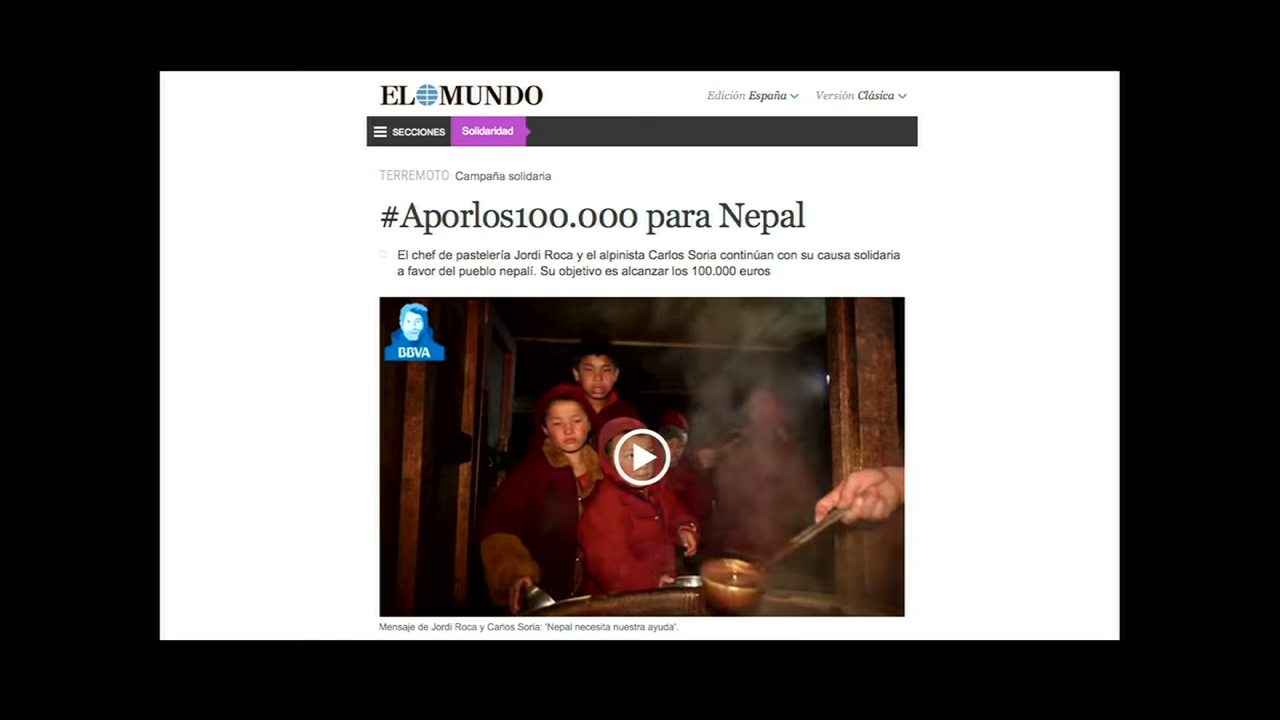 EL MUNDO
Edición España
Versión Clásica
SECCIONES
Solidaridad
TERREMOTO Campaña solidaria
#Aporlos100.000 para Nepal
El chef de pastelería Jordi Roca y el alpinista Carlos Soria continúan con su causa solidaria
a favor del pueblo nepalí. Su objetivo es alcanzar los 100.000 euros
BBVA
Mensaje de Jordi Roca y Carlos Soria: 'Nepal necesita nuestra ayuda'.